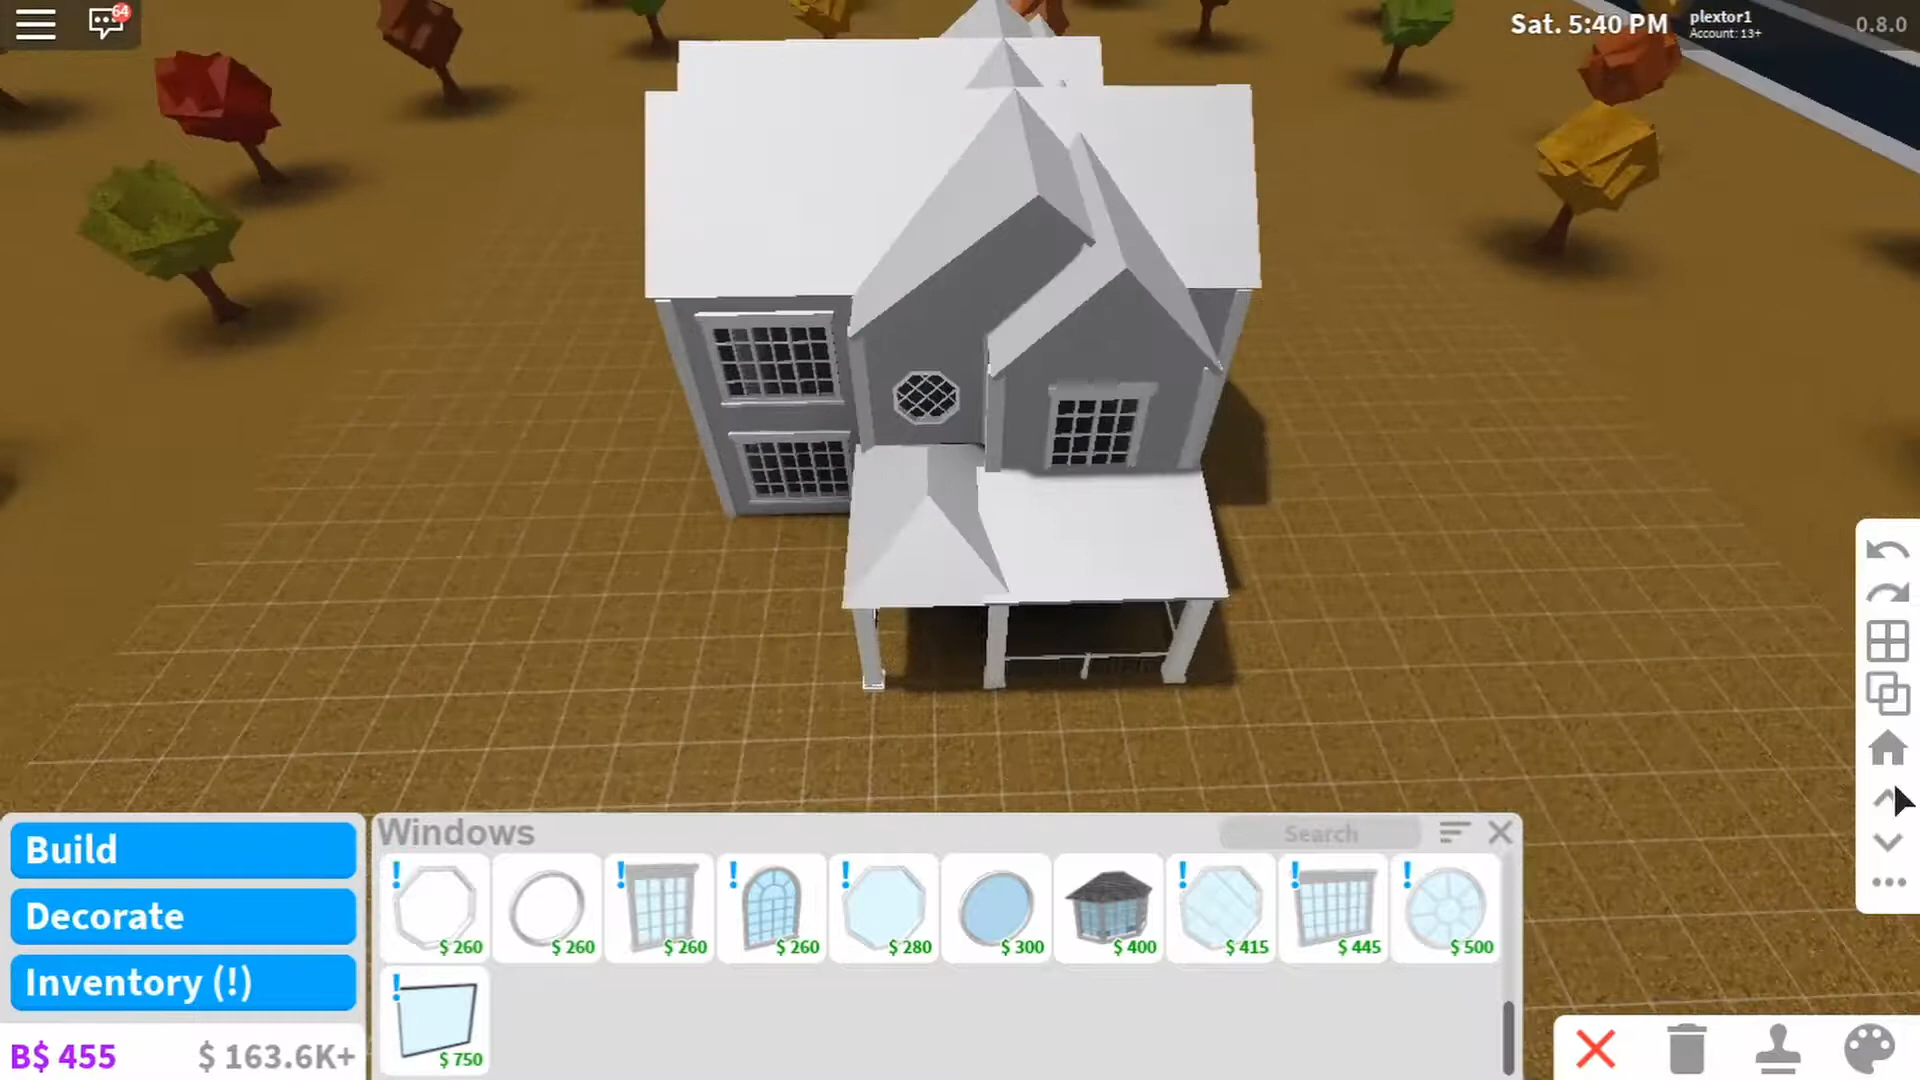 64
Sat. 5:40 PM
plextor1
Account: 13+
0.8.0
Build
Decorate
Inventory (!)
B$ 455
$ 163.6K+
Windows
Search
! $ 260
$ 260
! $ 260
! $ 260
! $ 280
$ 300
$ 400
! $ 415
! $ 445
! $ 500
! $ 750